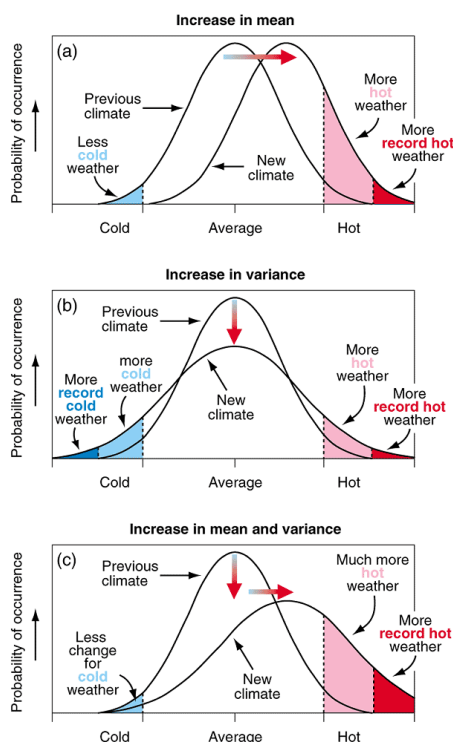 Increase in mean
(a)
Probability of occurrence
Previous
climate
Less
cold
weather
New
climate
More
hot
weather
More
record hot
weather
Cold
Average
Hot
Increase in variance
(b)
Probability of occurrence
Previous
climate
more
cold
weather
More
record
cold
weather
New
climate
More
hot
weather
More
record hot
weather
Cold
Average
Hot
Increase in mean and variance
(c)
Probability of occurrence
Previous
climate
Less
change
for
cold
weather
New
climate
Much more
hot
weather
More
record hot
weather
Cold
Average
Hot